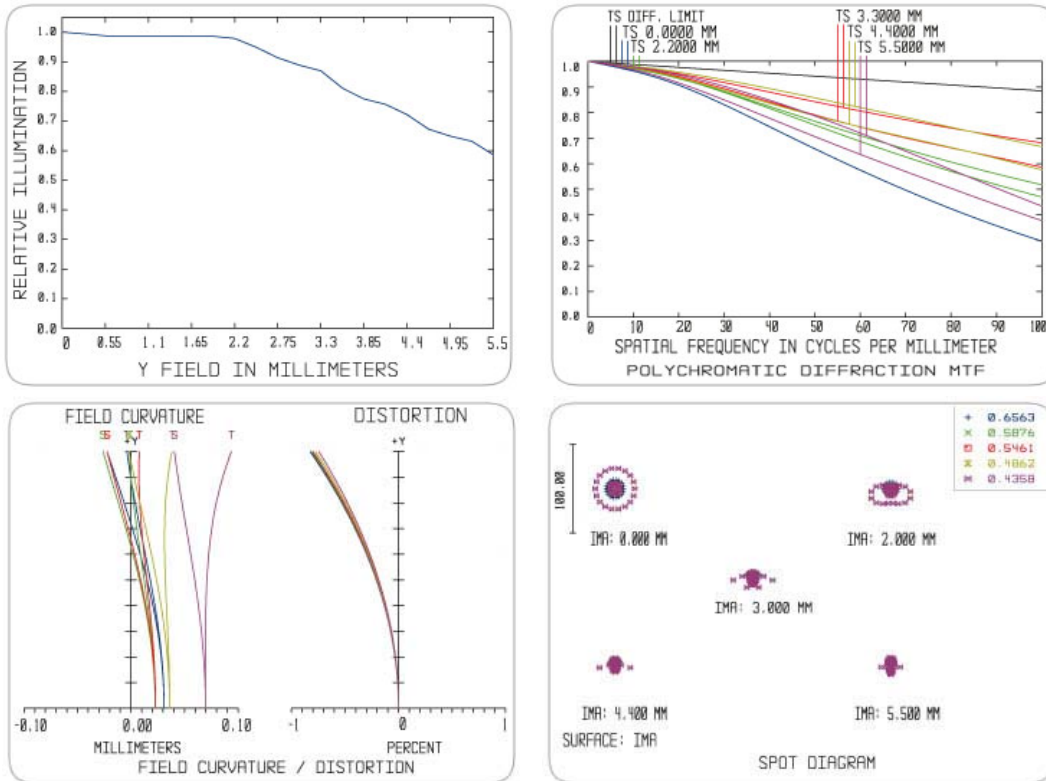 RELATIVE ILLUMINATION
1.0
0.9
0.8
0.7
0.6
0.5
0.4
0.3
0.2
0.1
0.0
0 0.55 1.1 1.65 2.2 2.75 3.3 3.85 4.4 4.95 5.5
Y FIELD IN MILLIMETERS
TS DIFF. LIMIT TS 3.3000 MM
TS 0.0000 MM TS 4.4000 MM
TS 2.2000 MM TS 5.5000 MM
1.0
0.9
0.8
0.7
0.6
0.5
0.4
0.3
0.2
0.1
0.0
0 10 20 30 40 50 60 70 80 90 100
SPATIAL FREQUENCY IN CYCLES PER MILLIMETER
POLYCHROMATIC DIFFRACTION MTF
FIELD CURVATURE DISTORTION
T S T
+Y +Y
-0.10 0.00 0.10 -1 0 1
MILLIMETERS PERCENT
FIELD CURVATURE / DISTORTION
0.6563
0.5876
0.5461
0.4862
0.4358
100.00
IMA: 0.000 MM IMA: 2.000 MM
IMA: 3.000 MM
IMA: 4.400 MM IMA: 5.500 MM
SURFACE: IMA
SPOT DIAGRAM